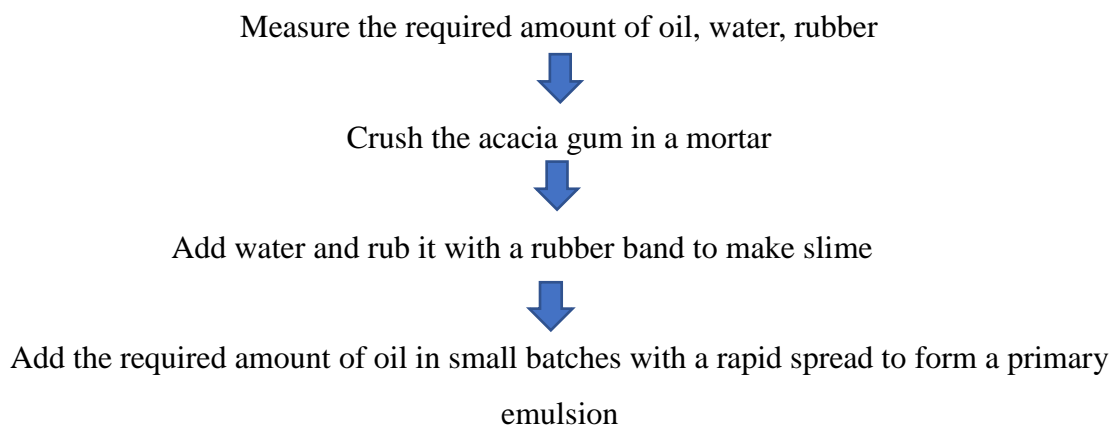 Measure the required amount of oil, water, rubber
Crush the acacia gum in a mortar
Add water and rub it with a rubber band to make slime
Add the required amount of oil in small batches with a rapid spread to form a primary
emulsion